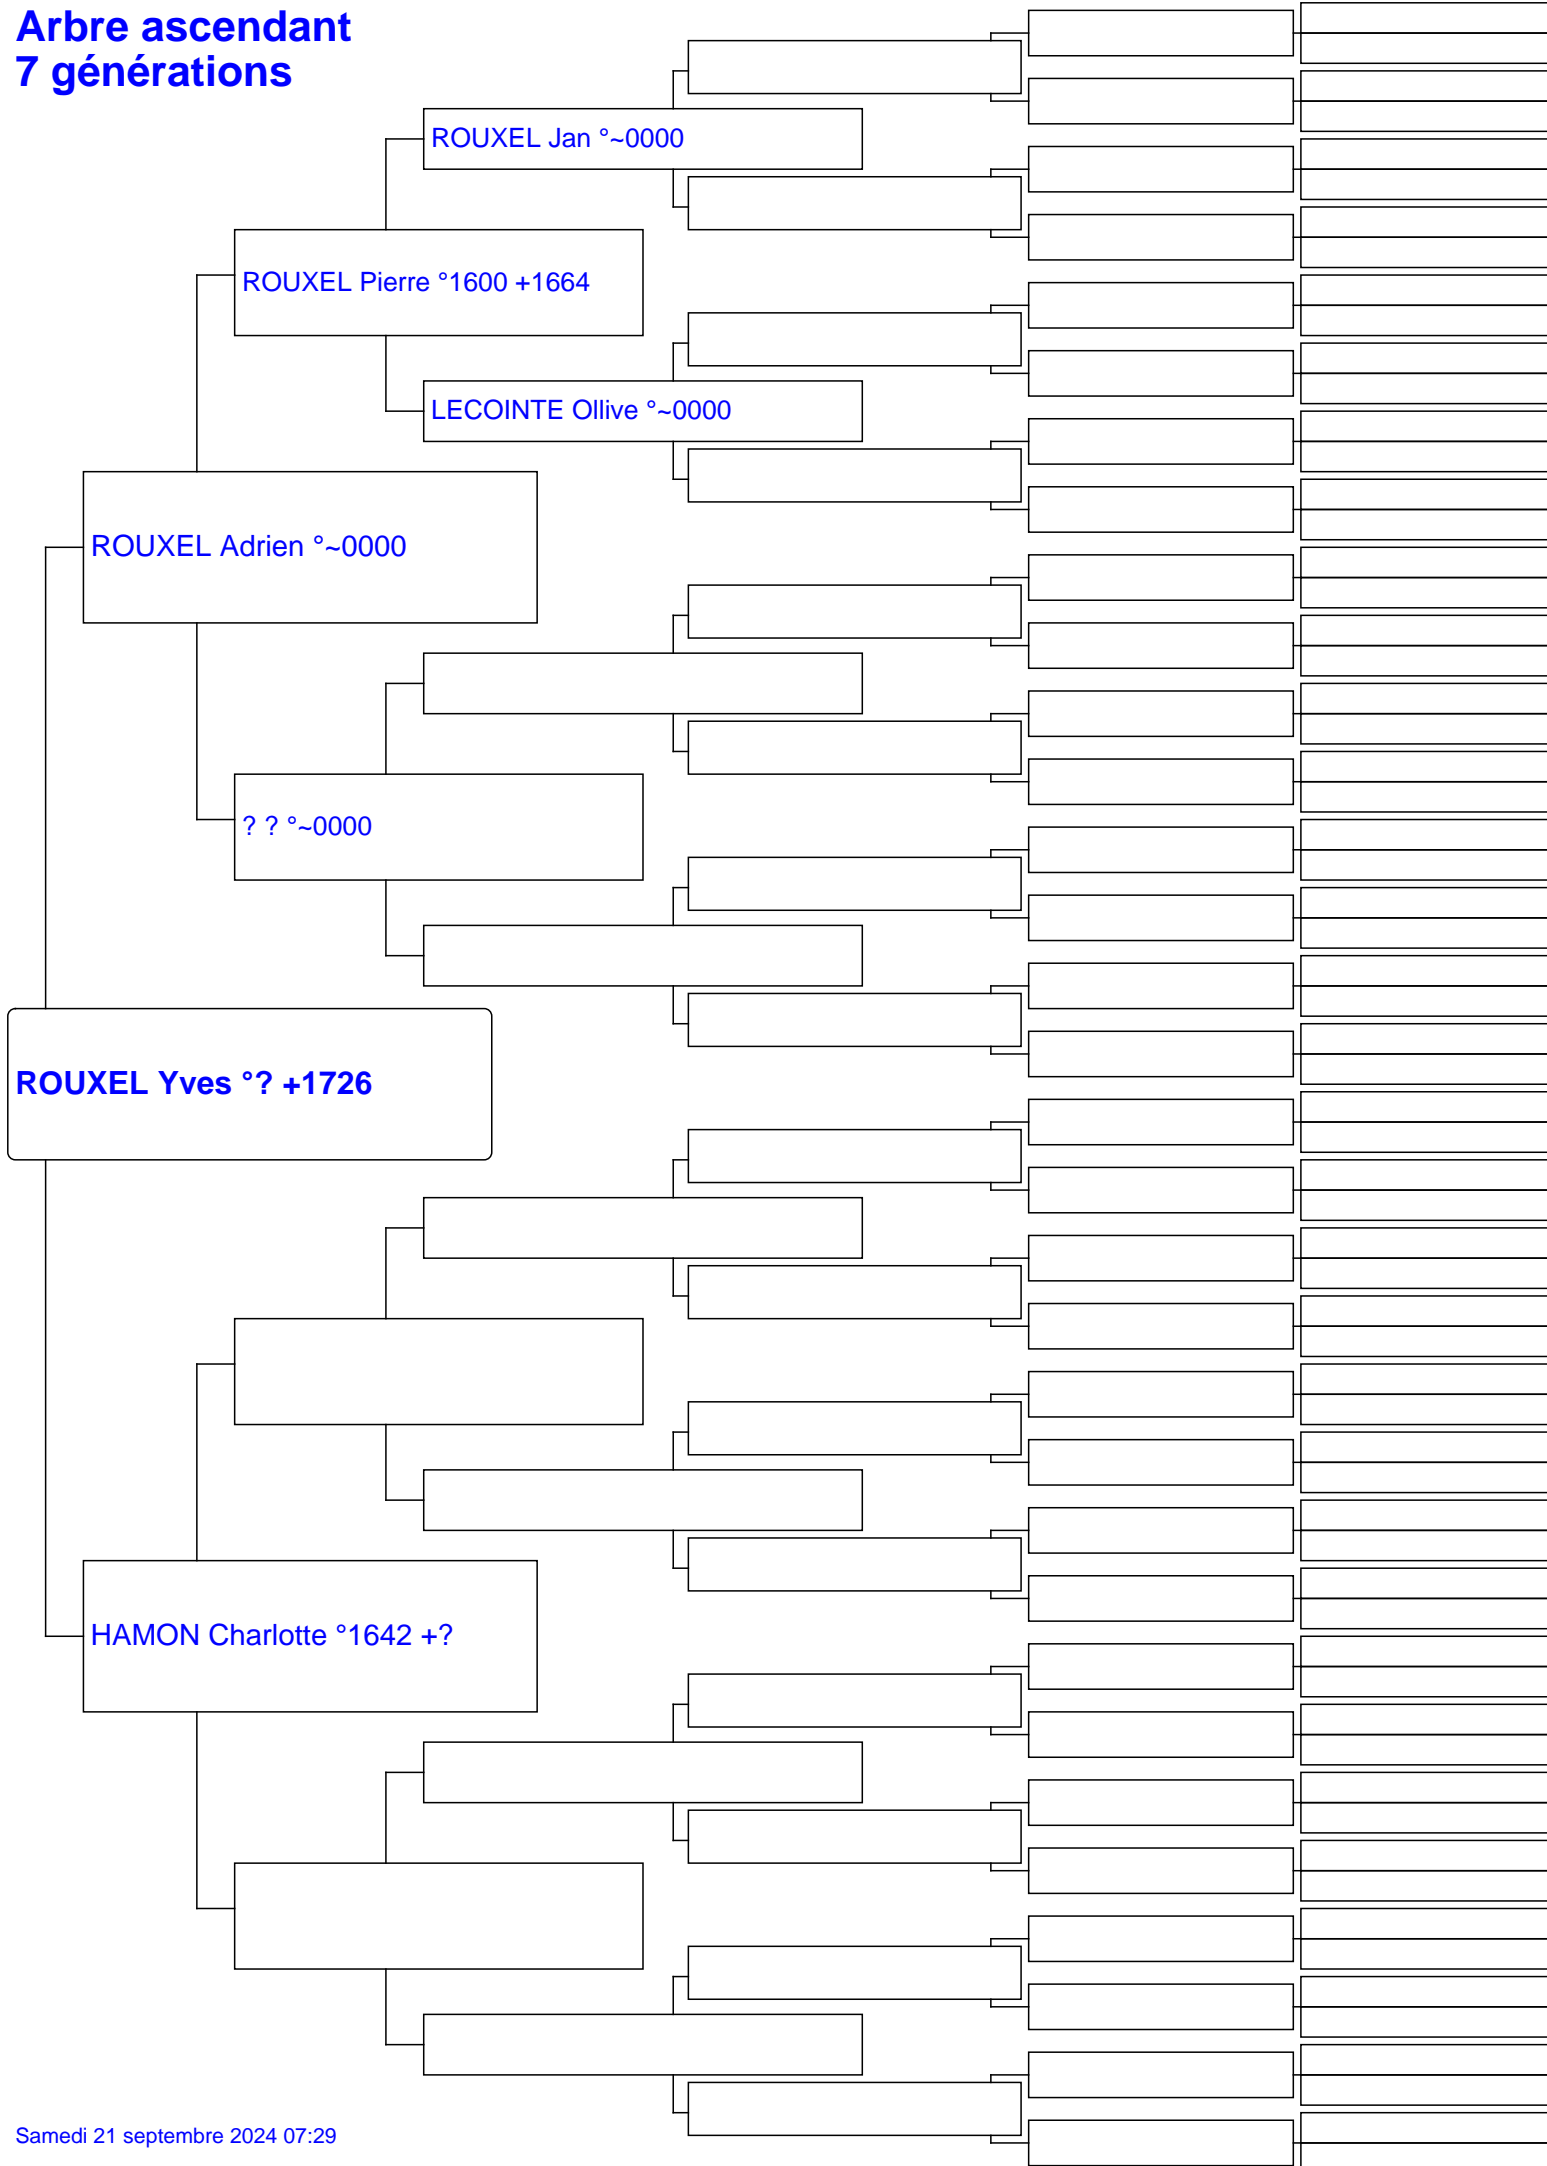 Arbre ascendant
7 générations
ROUXEL Jan °~0000
ROUXEL Pierre °1600 +1664
LECOINTE Ollive °~0000
ROUXEL Adrien °~0000
? ? °~0000
ROUXEL Yves °? +1726
HAMON Charlotte °1642 +?
Samedi 21 septembre 2024 07:29